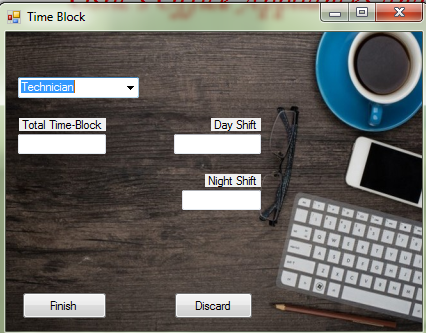 Time Block
Technician
Total Time-Block
Day Shift
Night Shift
Finish
Discard